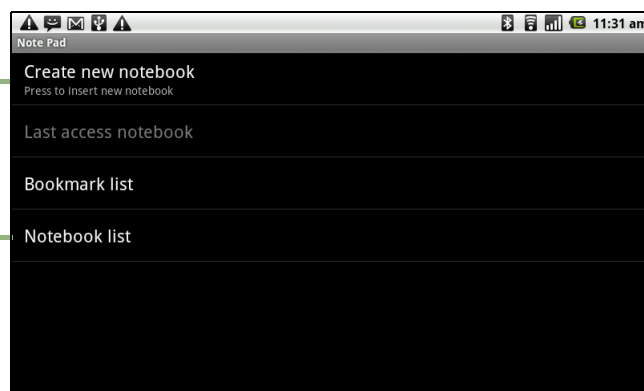 11:31 am
Note Pad
Create new notebook
Press to insert new notebook
Last access notebook
Bookmark list
Notebook list